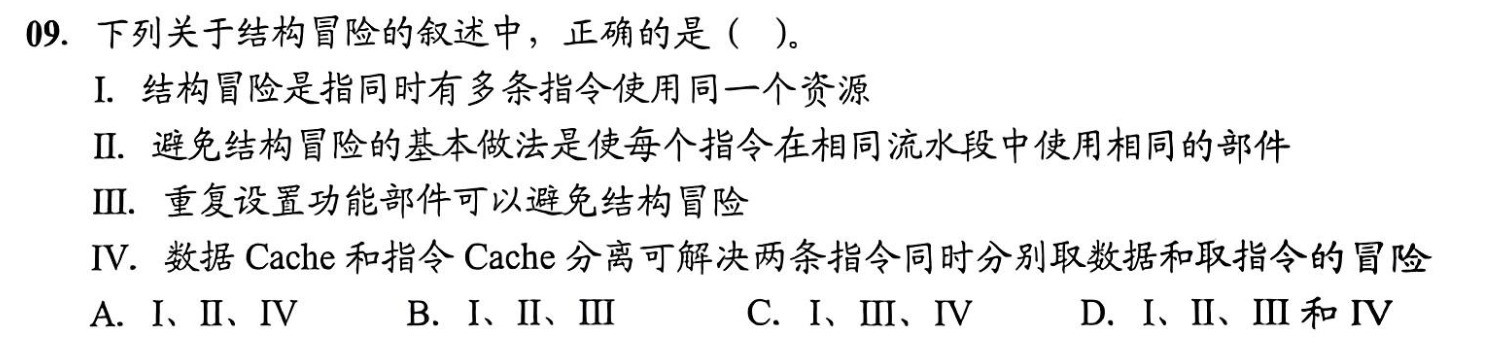 09. 下列关于结构冒险的叙述中，正确的是（ ）。
I. 结构冒险是指同时有多条指令使用同一个资源
II. 避免结构冒险的基本做法是使每个指令在相同流水段中使用相同的部件
III. 重复设置功能部件可以避免结构冒险
IV. 数据 Cache 和指令 Cache 分离可解决两条指令同时分别取数据和取指令的冒险
A. I、II、IV B. I、II、III C. I、III、IV D. I、II、III 和 IV